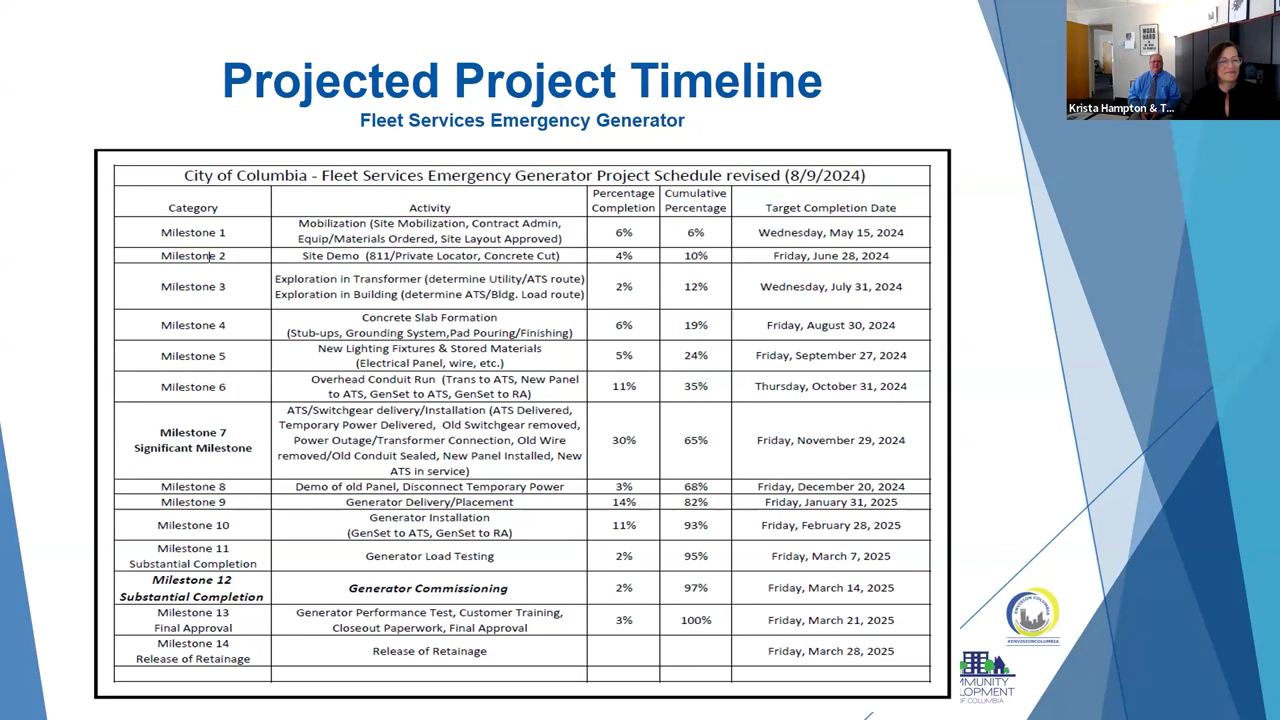 Projected Project Timeline
Fleet Services Emergency Generator
WORK
HARD
Krista Hampton & T...
City of Columbia - Fleet Services Emergency Generator Project Schedule revised (8/9/2024)
Category Activity Percentage Completion Cumulative Percentage Target Completion Date
Milestone 1 Mobilization (Site Mobilization, Contract Admin, Equip/Materials Ordered, Site Layout Approved) 6% 6% Wednesday, May 15, 2024
Milestone 2 Site Demo (811/Private Locator, Concrete Cut) 4% 10% Friday, June 28, 2024
Milestone 3 Exploration in Transformer (determine Utility/ATS route) Exploration in Building (determine ATS/Bldg. Load route) 2% 12% Wednesday, July 31, 2024
Milestone 4 Concrete Slab Formation (Stub-ups, Grounding System,Pad Pouring/Finishing) 6% 19% Friday, August 30, 2024
Milestone 5 New Lighting Fixtures & Stored Materials (Electrical Panel, wire, etc.) 5% 24% Friday, September 27, 2024
Milestone 6 Overhead Conduit Run (Trans to ATS, New Panel to ATS, GenSet to ATS, GenSet to RA) 11% 35% Thursday, October 31, 2024
Milestone 7 Significant Milestone ATS/Switchgear delivery/Installation (ATS Delivered, Temporary Power Delivered, Old Switchgear removed, Power Outage/Transformer Connection, Old Wire removed/Old Conduit Sealed, New Panel Installed, New ATS in service) 30% 65% Friday, November 29, 2024
Milestone 8 Demo of old Panel, Disconnect Temporary Power 3% 68% Friday, December 20, 2024
Milestone 9 Generator Delivery/Placement 14% 82% Friday, January 31, 2025
Milestone 10 Generator Installation (GenSet to ATS, GenSet to RA) 11% 93% Friday, February 28, 2025
Milestone 11 Substantial Completion Generator Load Testing 2% 95% Friday, March 7, 2025
Milestone 12 Substantial Completion Generator Commissioning 2% 97% Friday, March 14, 2025
Milestone 13 Final Approval Generator Performance Test, Customer Training, Closeout Paperwork, Final Approval 3% 100% Friday, March 21, 2025
Milestone 14 Release of Retainage Release of Retainage Friday, March 28, 2025
ENVISION COLUMBIA
#ENVISIONCOLUMBIA
MMUNITY
LOPMENT
OF COLUMBIA